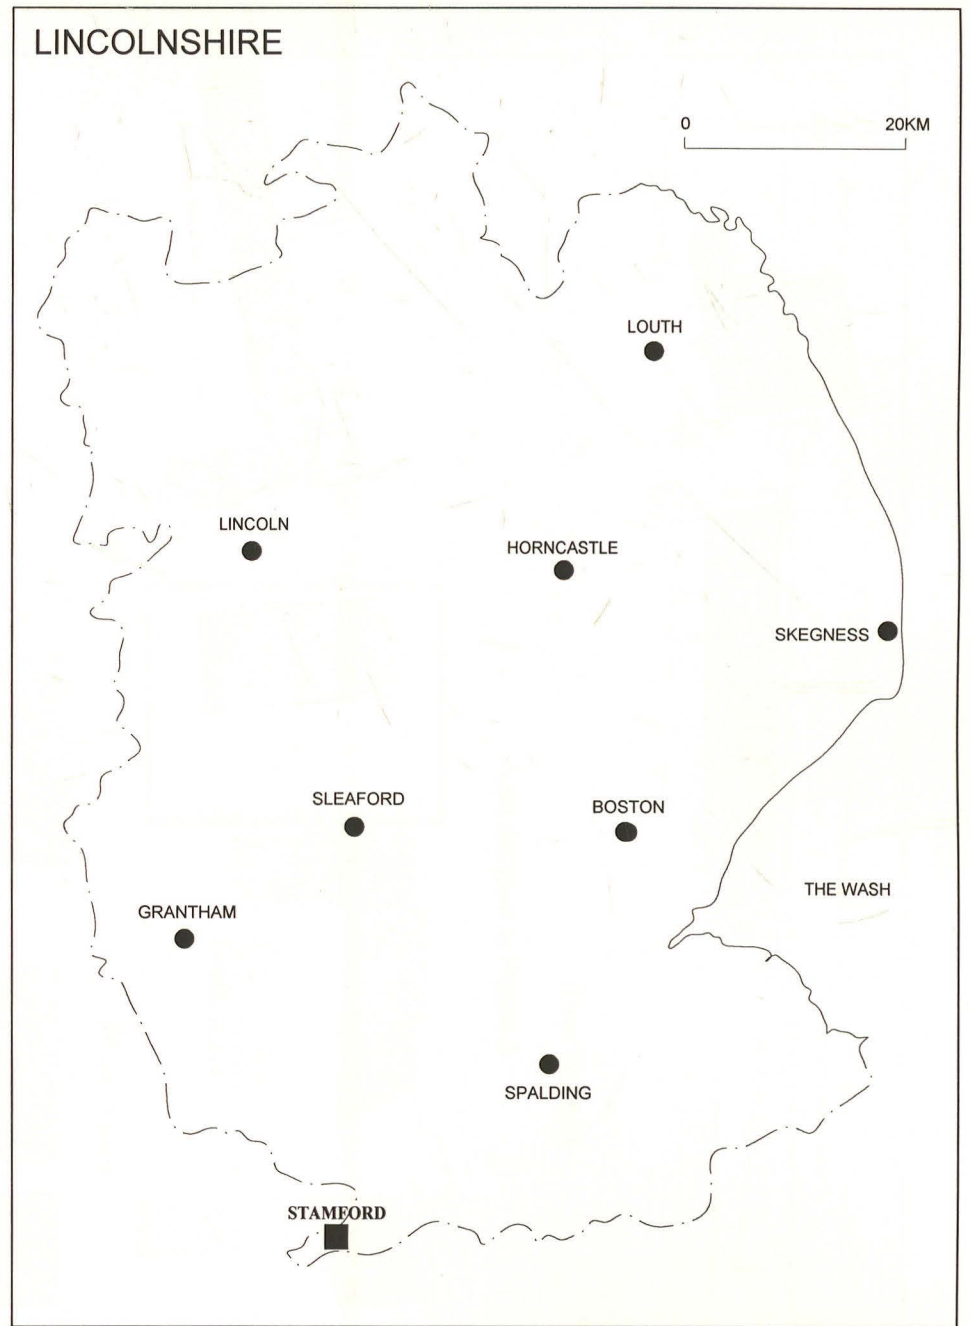 LINCOLNSHIRE
0 20KM
LOUTH
LINCOLN
HORNCASTLE
SKEGNESS
SLEAFORD
BOSTON
THE WASH
GRANTHAM
SPALDING
STAMFORD